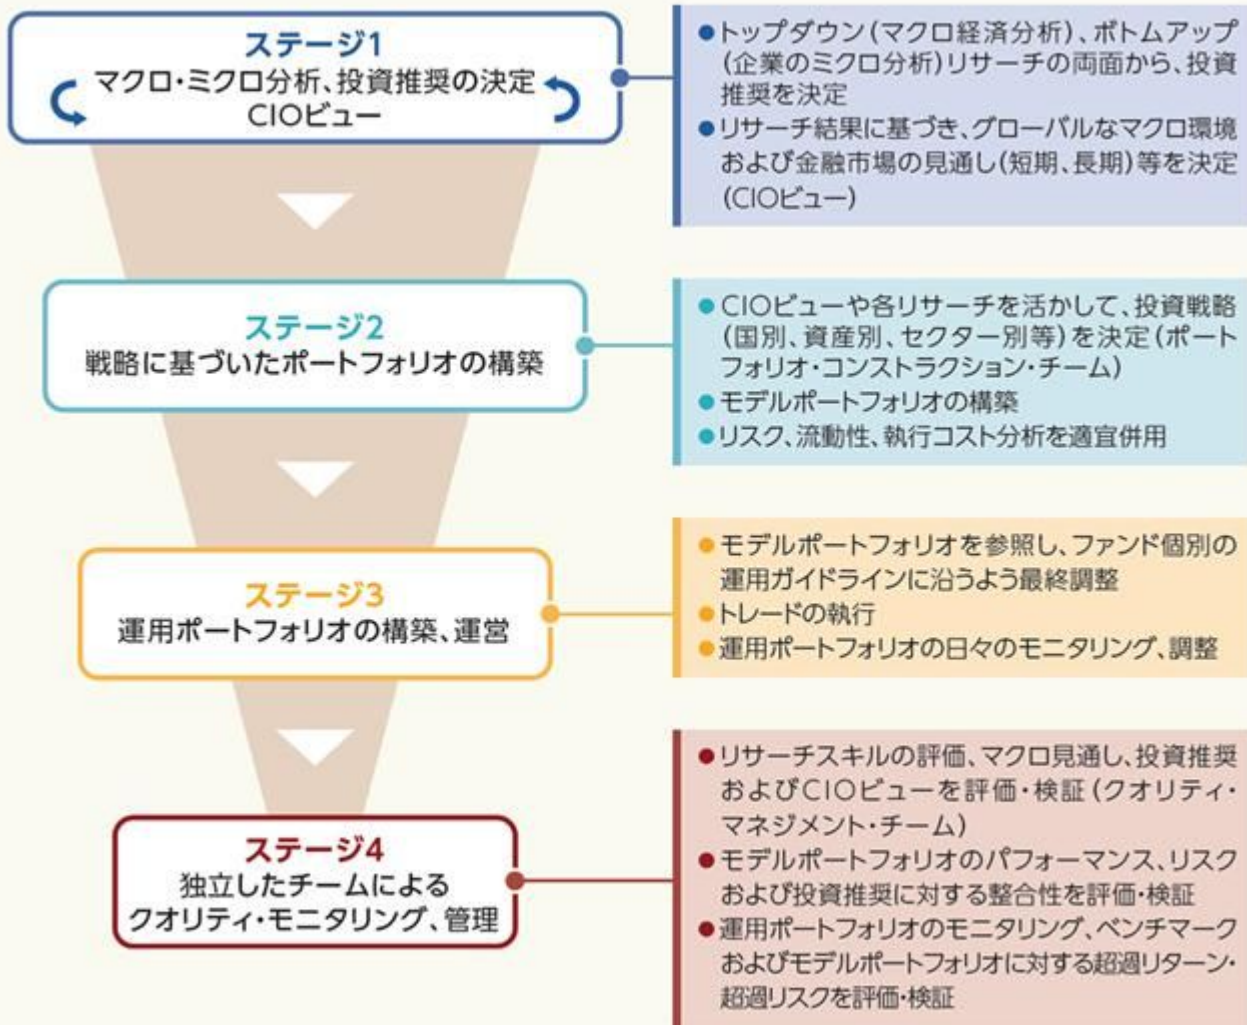 ステージ1
マクロ・ミクロ分析、投資推奨の決定
CIOビュー
●トップダウン(マクロ経済分析)、ボトムアップ
(企業のミクロ分析)リサーチの両面から、投資
推奨を決定
●リサーチ結果に基づき、グローバルなマクロ環境
および金融市場の見通し(短期、長期)等を決定
(CIOビュー)
ステージ2
戦略に基づいたポートフォリオの構築
●CIOビューや各リサーチを活かして、投資戦略
(国別、資産別、セクター別等)を決定(ポート
フォリオ・コンストラクション・チーム)
●モデルポートフォリオの構築
●リスク、流動性、執行コスト分析を適宜併用
ステージ3
運用ポートフォリオの構築、運営
●モデルポートフォリオを参照し、ファンド個別の
運用ガイドラインに沿うよう最終調整
●トレードの執行
●運用ポートフォリオの日々のモニタリング、調整
ステージ4
独立したチームによる
クオリティ・モニタリング、管理
●リサーチスキルの評価、マクロ見通し、投資推奨
およびCIOビューを評価・検証(クオリティ・
マネジメント・チーム)
●モデルポートフォリオのパフォーマンス、リスク
および投資推奨に対する整合性を評価・検証
●運用ポートフォリオのモニタリング、ベンチマーク
およびモデルポートフォリオに対する超過リターン・
超過リスクを評価・検証